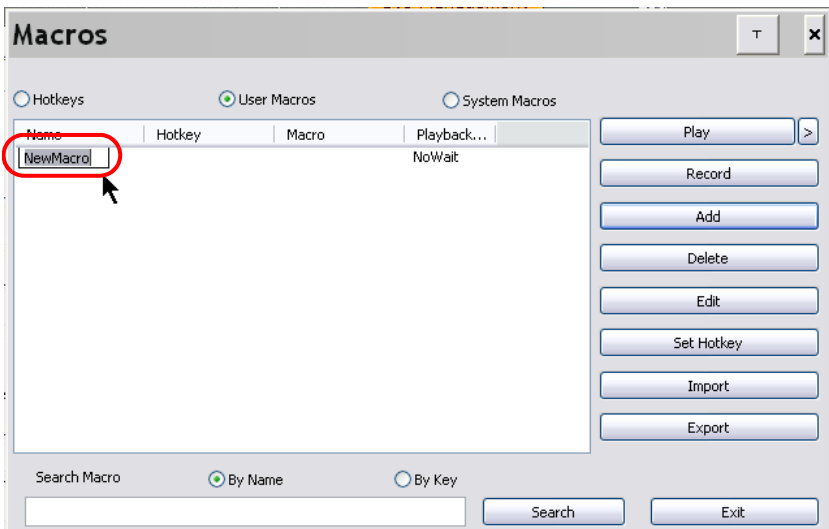 Macros
T
×
Hotkeys
User Macros
System Macros
Name Hotkey Macro Playback...
NewMacro NoWait
Play
>
Record
Add
Delete
Edit
Set Hotkey
Import
Export
Search Macro
By Name
By Key
Search
Exit